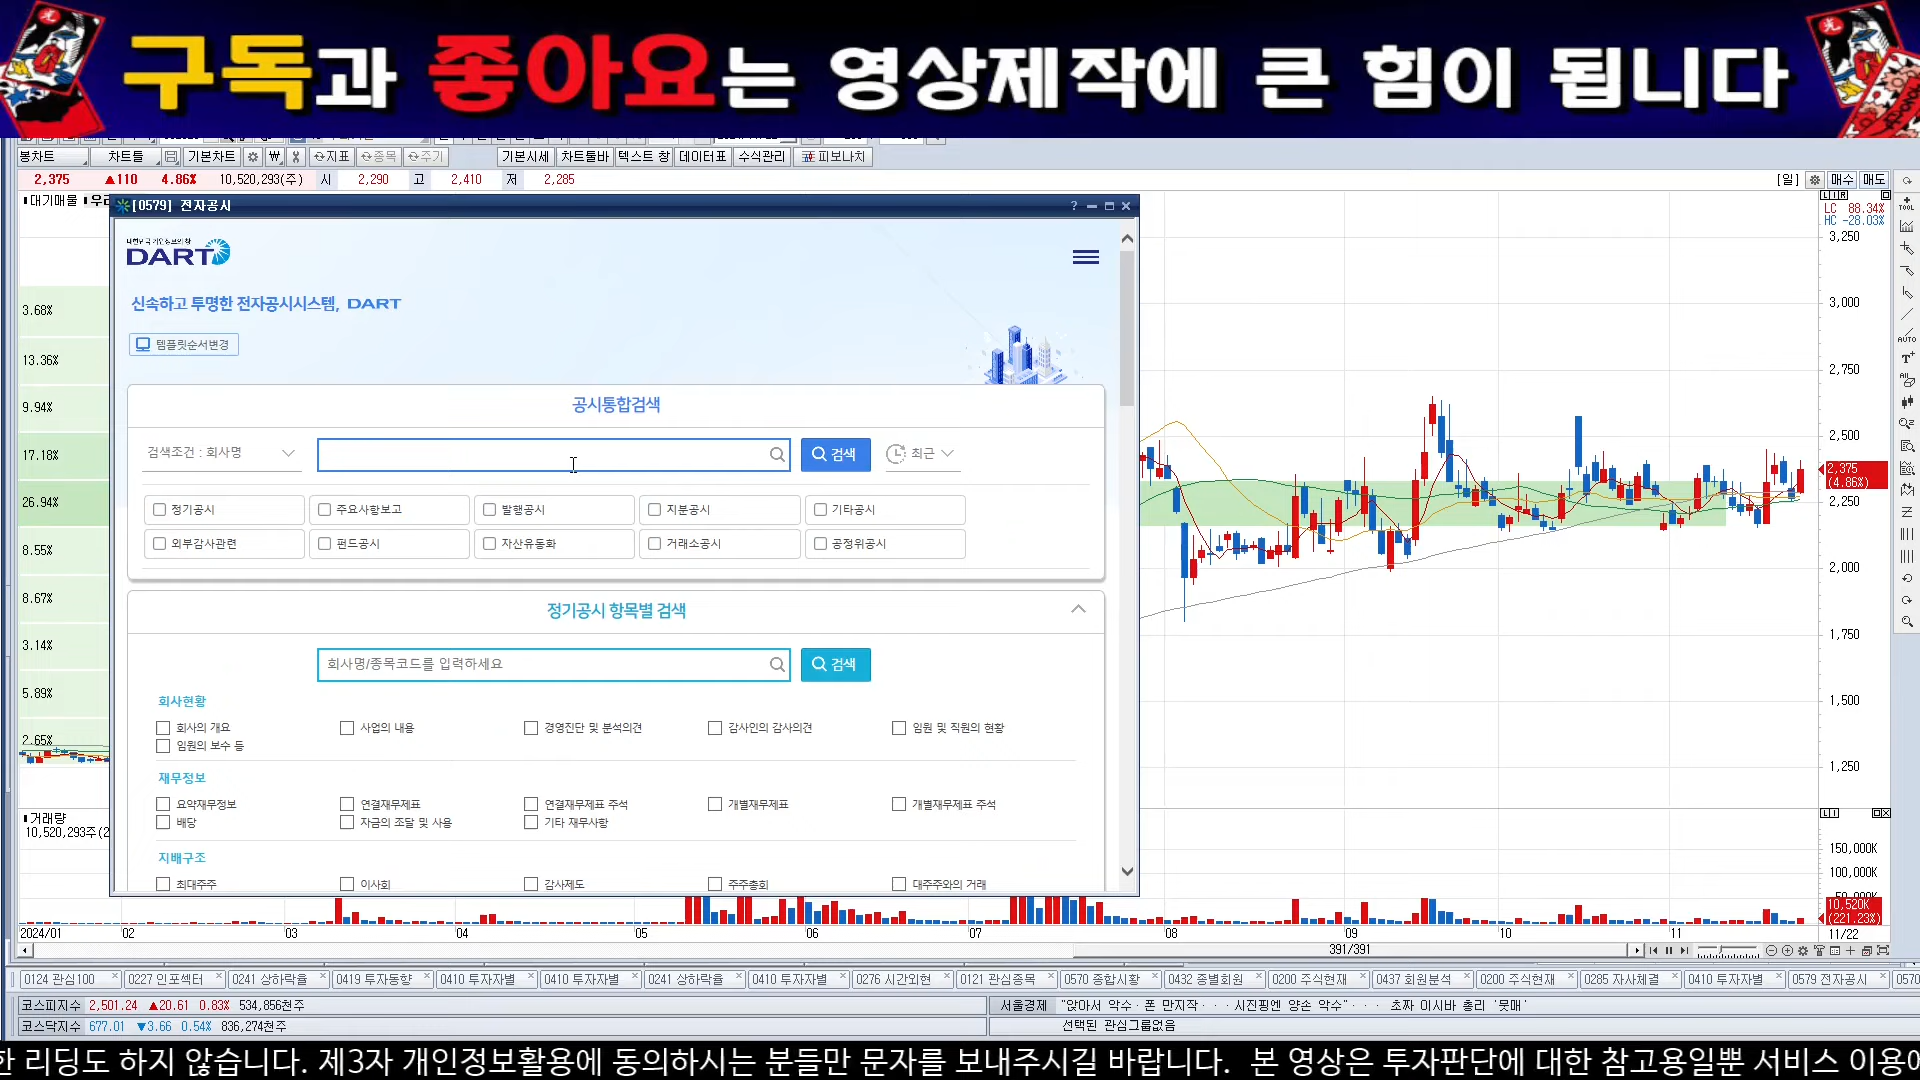 구독과 좋아요는 영상제작에 큰 힘이 됩니다
봉차트 차트틀 기본차트 지표 종목 주기 기본시세 차트툴바 텍스트 창 데이터표 수식관리 피보나치
2,375 ▲110 4.86% 10,520,293(주) 시 2,290 고 2,410 저 2,285 [일] 매수 매도
대기매물 우리
LC 88.34%
HC -28.03%
[0579] 전자공시
DART
신속하고 투명한 전자공시시스템, DART
템플릿순서변경
공시통합검색
검색조건 : 회사명 검색 최근
정기공시 주요사항보고 발행공시 지분공시 기타공시
외부감사관련 펀드공시 자산유동화 거래소공시 공정위공시
정기공시 항목별 검색
회사명/종목코드를 입력하세요 검색
회사현황
회사의 개요 사업의 내용 경영진단 및 분석의견 감사인의 감사의견 임원 및 직원의 현황
임원의 보수 등
재무정보
요약재무정보 연결재무제표 연결재무제표 주석 개별재무제표 개별재무제표 주석
배당 자금의 조달 및 사용 기타 재무사항
지배구조
최대주주 이사회 감사제도 주주총회 대주주와의 거래
3.68%
13.36%
9.94%
17.18%
26.94%
8.55%
8.67%
3.14%
5.89%
2.65%
거래량
10,520,293주(2
3,250
3,000
2,750
2,500
2,375
(4.86%)
2,250
2,000
1,750
1,500
1,250
150,000K
100,000K
50,000K
10,520K
(221.23%)
2024/01 02 03 04 05 06 07 08 09 10 11 11/22
391/391
0124 관심100 0227 인포섹터 0241 상하락율 0419 투자동향 0410 투자자별 0410 투자자별 0241 상하락율 0410 투자자별 0276 시간외현 0121 관심종목 0570 종합시황 0432 종별회원 0200 주식현재 0437 회원분석 0200 주식현재 0285 자사체결 0410 투자자별 0579 전자공시 0570
코스피지수 2,501.24 ▲20.61 0.83% 534,856천주 서울경제 "앉아서 악수·폰 만지작··· 시진핑엔 양손 악수"··· 초짜 이시바 총리 '뭇매'
코스닥지수 677.01 ▼3.66 0.54% 836,274천주 선택된 관심그룹없음
한 리딩도 하지 않습니다. 제3자 개인정보활용에 동의하시는 분들만 문자를 보내주시길 바랍니다. 본 영상은 투자판단에 대한 참고용일뿐 서비스 이용에